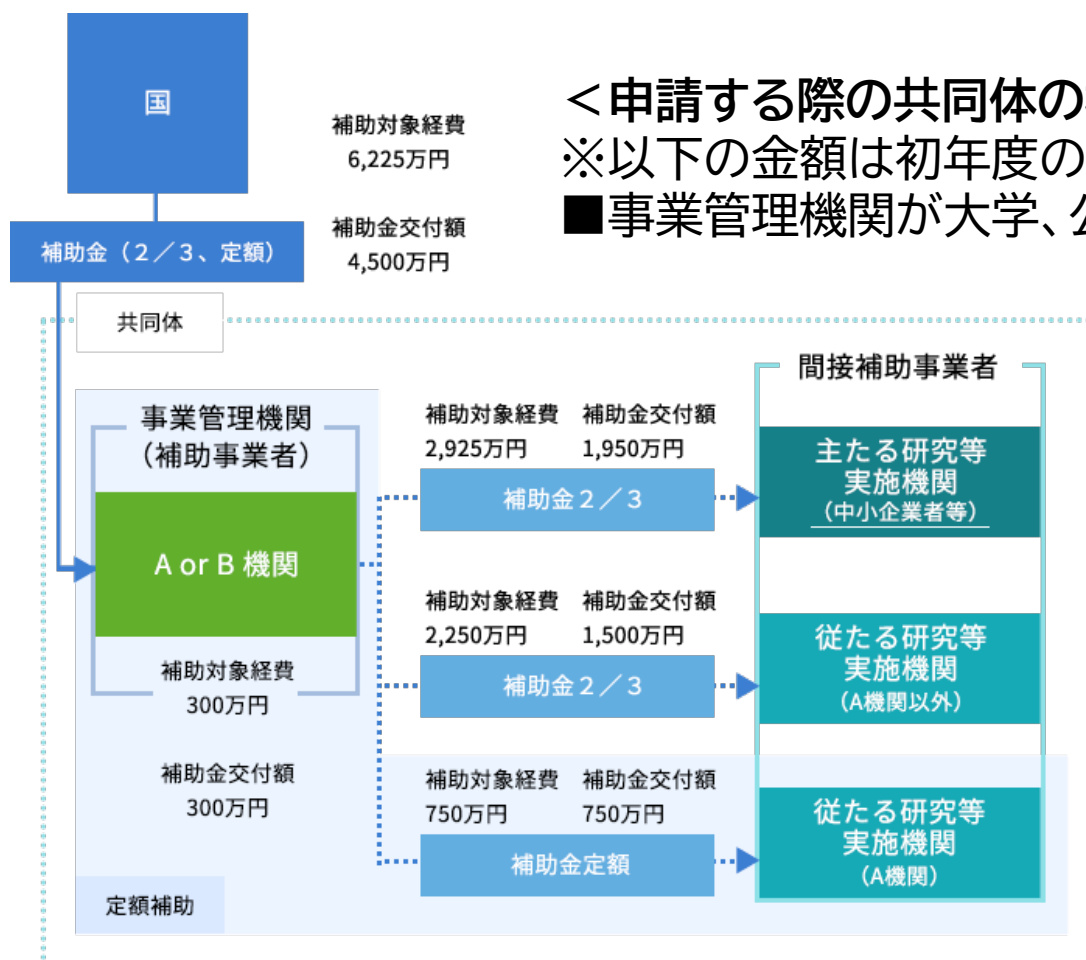 国
補助対象経費
6,225万円
補助金交付額
4,500万円
補助金（２／３、定額）
＜申請する際の共同体の
※以下の金額は初年度の
■事業管理機関が大学、
共同体
事業管理機関
（補助事業者）
A or B 機関
補助対象経費
300万円
補助金交付額
300万円
定額補助
補助対象経費 補助金交付額
2,925万円 1,950万円
補助金２／３
補助対象経費 補助金交付額
2,250万円 1,500万円
補助金２／３
補助対象経費 補助金交付額
750万円 750万円
補助金定額
間接補助事業者
主たる研究等
実施機関
（中小企業者等）
従たる研究等
実施機関
（A機関以外）
従たる研究等
実施機関
（A機関）